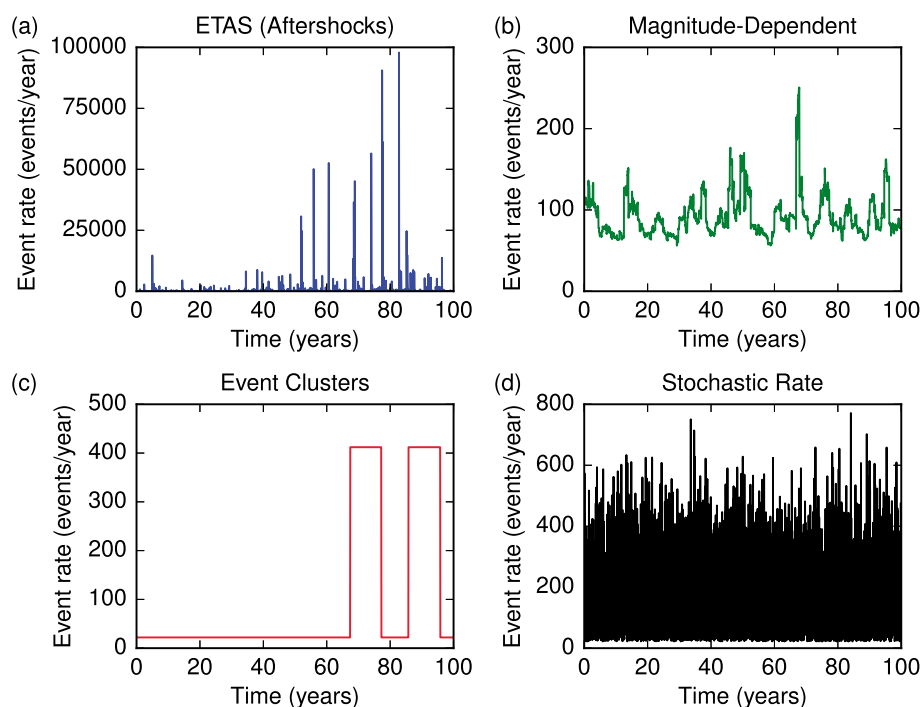 (a) ETAS (Aftershocks)
100000
75000
50000
25000
0
Event rate (events/year)
0 20 40 60 80 100
Time (years)
(b) Magnitude-Dependent
300
200
100
0
Event rate (events/year)
0 20 40 60 80 100
Time (years)
(c) Event Clusters
500
400
300
200
100
0
Event rate (events/year)
0 20 40 60 80 100
Time (years)
(d) Stochastic Rate
800
600
400
200
0
Event rate (events/year)
0 20 40 60 80 100
Time (years)